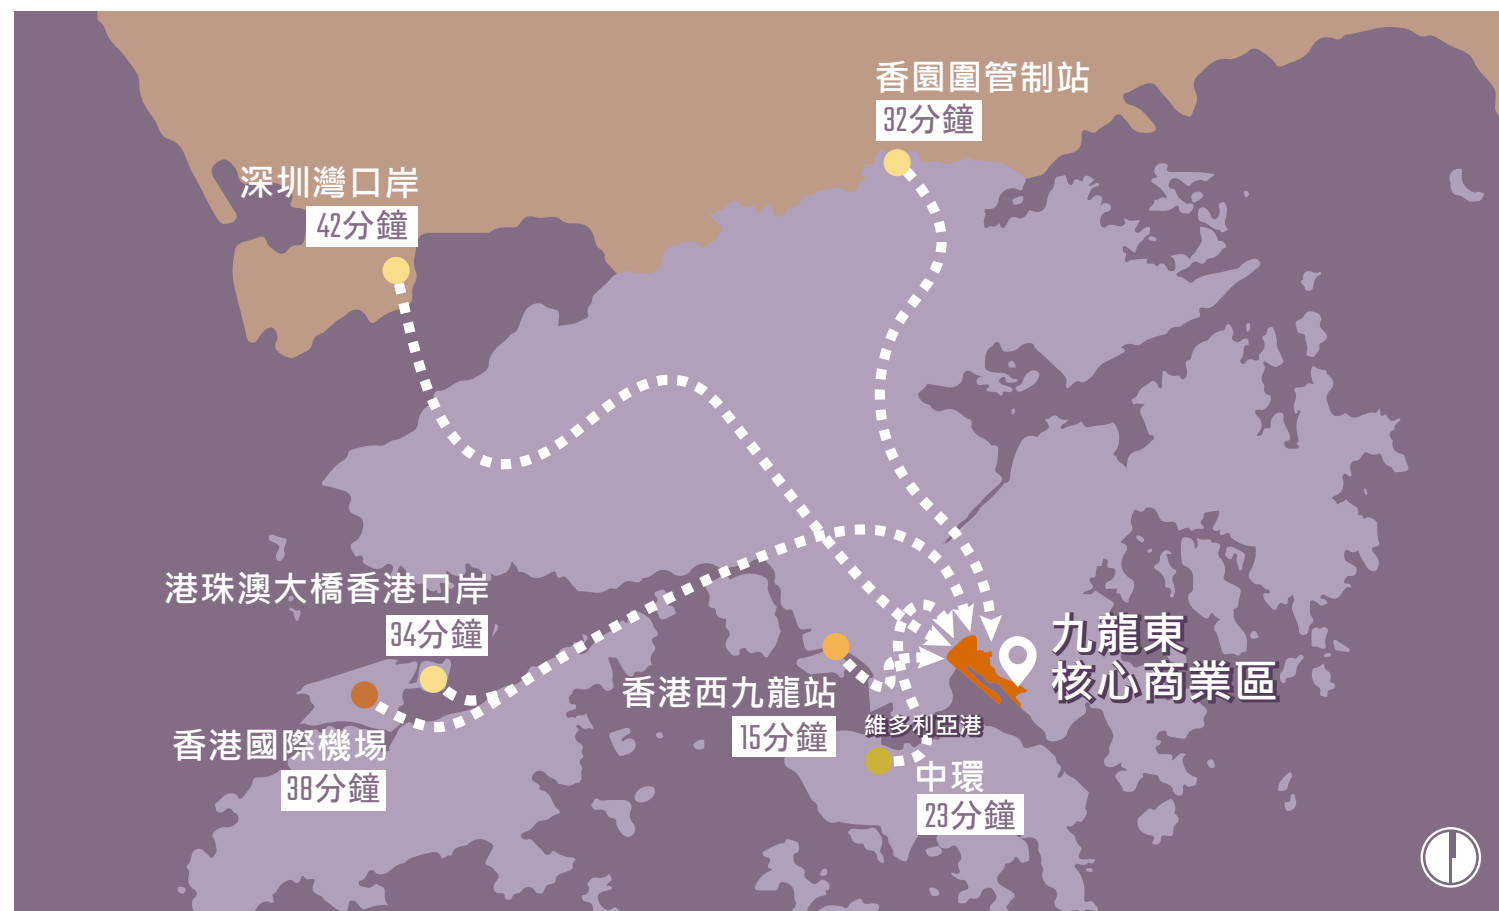 香園圍管制站
32分鐘
深圳灣口岸
42分鐘
港珠澳大橋香港口岸
34分鐘
九龍東
核心商業區
香港西九龍站
15分鐘
維多利亞港
香港國際機場
38分鐘
中環
23分鐘